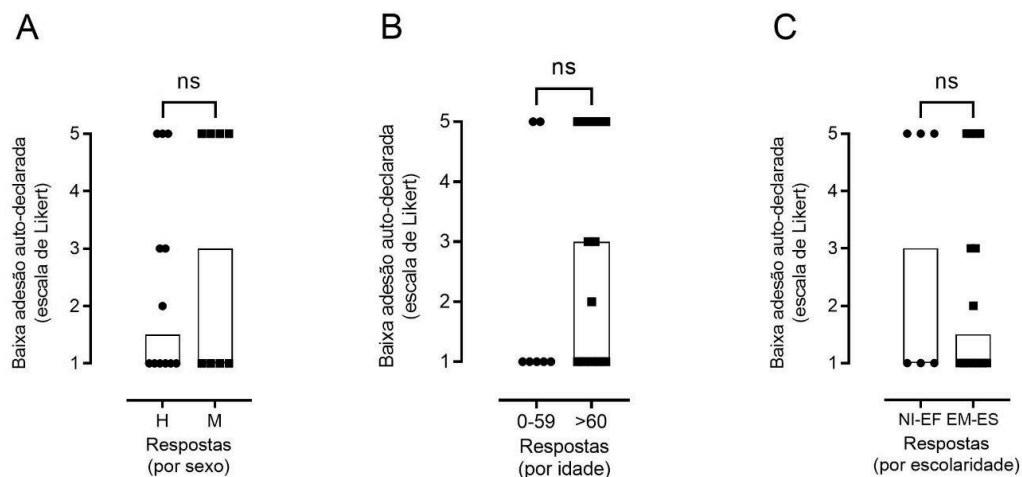 A
ns
Baixa adesão auto-declarada
(escala de Likert)
5
4
3
2
1
H M
Respostas
(por sexo)
B
ns
Baixa adesão auto-declarada
(escala de Likert)
5
4
3
2
1
0-59 >60
Respostas
(por idade)
C
ns
Baixa adesão auto-declarada
(escala de Likert)
5
4
3
2
1
NI-EF EM-ES
Respostas
(por escolaridade)